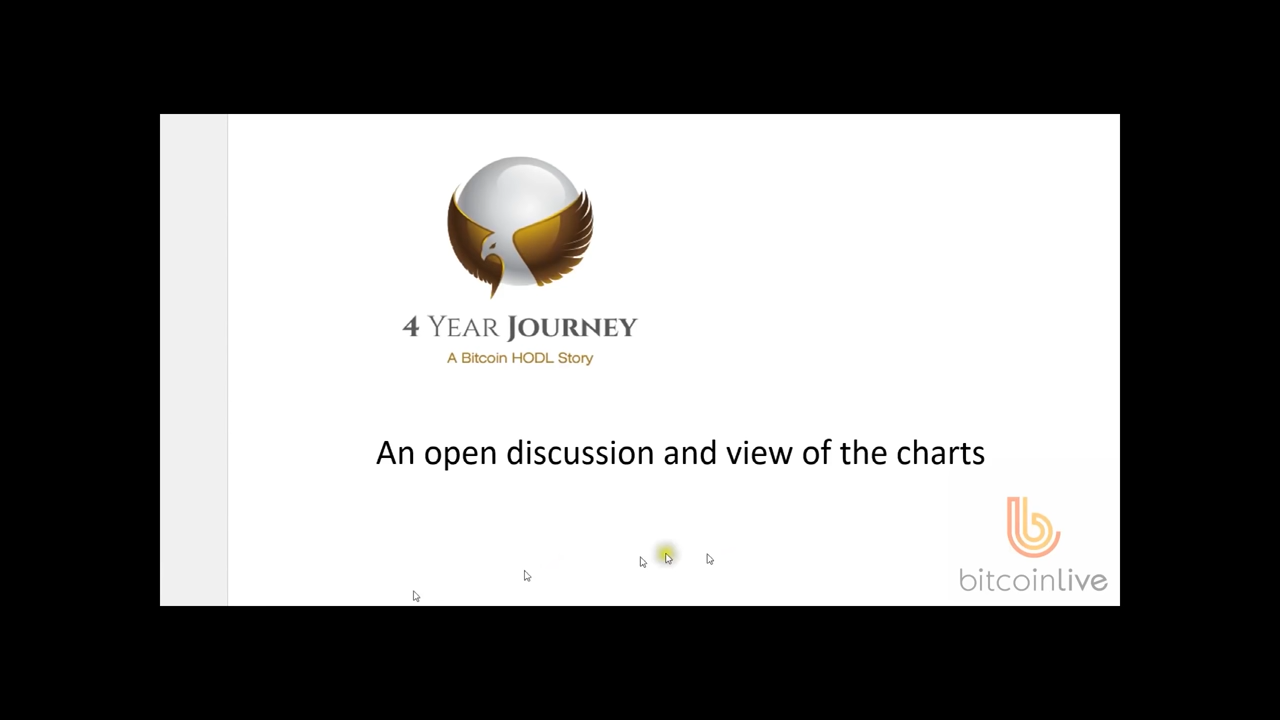 4 YEAR JOURNEY
A Bitcoin HODL Story
An open discussion and view of the charts
bitcoinlive